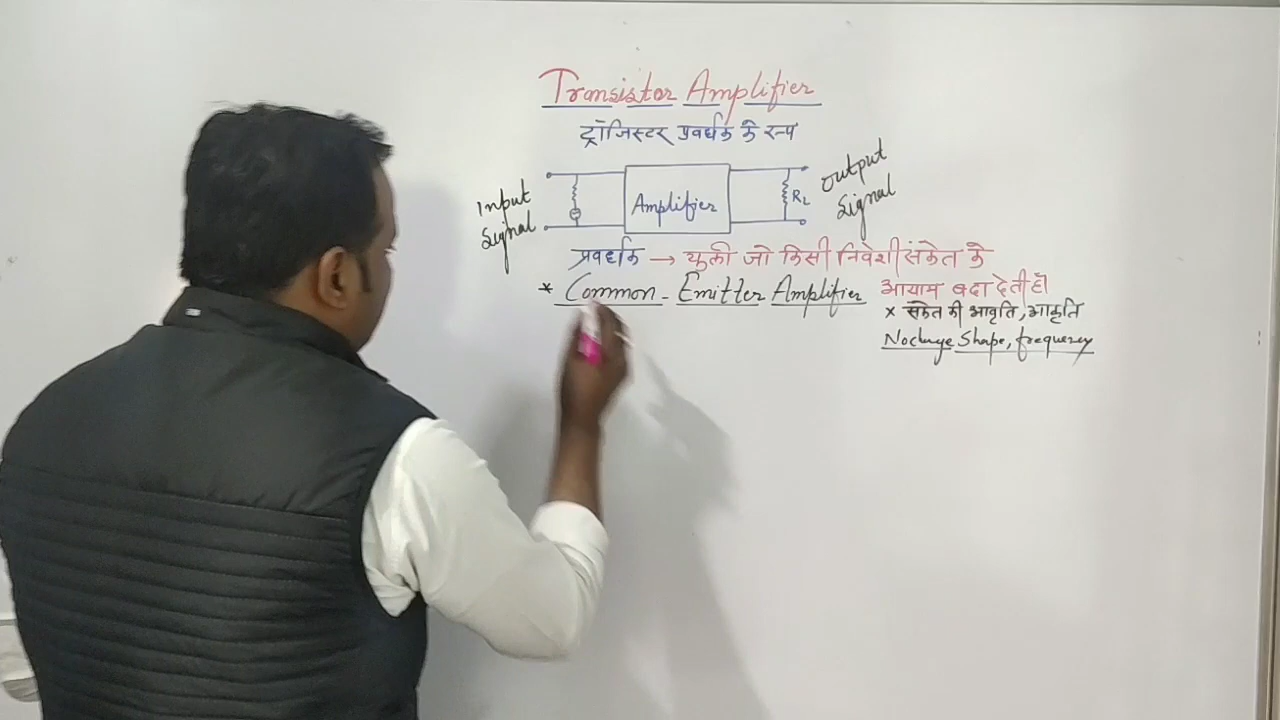 Transistor Amplifier
ट्रांजिस्टर प्रवर्धक के रूप
Input
Signal
Amplifier
RL
Output
Signal
प्रवर्धक → युक्ती जो किसी निवेशी संकेत के
आयाम बढा देती हो
* Common - Emitter Amplifier
x संकेत की आवृति, आकृति
No change Shape, frequency